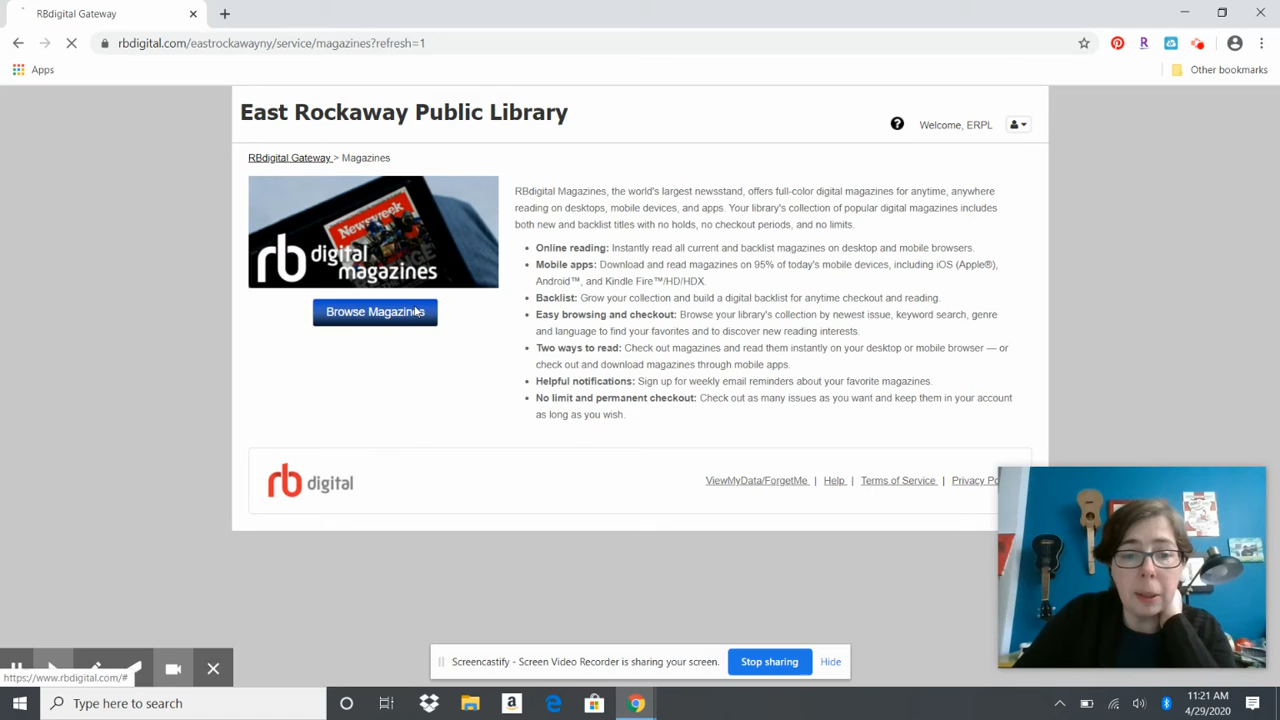 RBdigital Gateway
rbdigital.com/eastrockawayny/service/magazines?refresh=1
Apps
Other bookmarks
East Rockaway Public Library
Welcome, ERPL
RBdigital Gateway > Magazines
Newsweek
rb digital magazines
Browse Magazines
RBdigital Magazines, the world's largest newsstand, offers full-color digital magazines for anytime, anywhere
reading on desktops, mobile devices, and apps. Your library's collection of popular digital magazines includes
both new and backlist titles with no holds, no checkout periods, and no limits.
Online reading: Instantly read all current and backlist magazines on desktop and mobile browsers.
Mobile apps: Download and read magazines on 95% of today's mobile devices, including iOS (Apple®),
Android™, and Kindle Fire™/HD/HDX.
Backlist: Grow your collection and build a digital backlist for anytime checkout and reading.
Easy browsing and checkout: Browse your library's collection by newest issue, keyword search, genre
and language to find your favorites and to discover new reading interests.
Two ways to read: Check out magazines and read them instantly on your desktop or mobile browser — or
check out and download magazines through mobile apps.
Helpful notifications: Sign up for weekly email reminders about your favorite magazines.
No limit and permanent checkout: Check out as many issues as you want and keep them in your account
as long as you wish.
rb digital
ViewMyData/ForgetMe | Help | Terms of Service | Privacy Po
Screencastify - Screen Video Recorder is sharing your screen. Stop sharing Hide
https://www.rbdigital.com/#
Type here to search
11:21 AM
4/29/2020